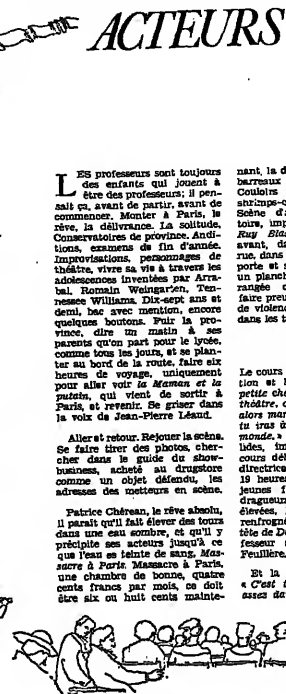 ACTEURS
LES professeurs sont toujours
des enfants qui jouent à
être des professeurs; il pen-
sait ça, avant de partir, avant de
commencer. Monter à Paris, le
rêve, la délivrance. La solitude,
Conservatoires de province. Audi-
tions, examens de fin d'année.
Improvisations, personnages de
théâtre, vivre sa vie à travers les
adolescences inventées par Arra-
bal, Romain Weingarten, Ten-
nessee Williams. Dix-sept ans et
demi, bac avec mention, encore
quelques boutons. Fuir la pro-
vince, dire un matin à ses
parents qu'on part pour le lycée,
comme tous les jours, et se plan-
ter au bord de la route, faire six
heures de voyage, uniquement
pour aller voir la Maman et la
putain, qui vient de sortir à
Paris, et revenir. Se griser dans
la voix de Jean-Pierre Léaud.
Aller et retour. Rejouer la scène.
Se faire tirer des photos, cher-
cher dans le guide du show-
business, acheté au drugstore
comme un objet défendu, les
adresses des metteurs en scène.
Patrice Chéreau, le rêve absolu,
il paraît qu'il fait élever des tours
dans une eau sombre, et qu'il y
précipite ses acteurs jusqu'à ce
que l'eau se teinte de sang, Mas-
sacre à Paris. Massacre à Paris,
une chambre de bonne, quatre
cents francs par mois, ce doit
être six ou huit cents mainte-
nant, la d
barreaux
Couloirs
shrimps-c
Scène d'a
toire, imp
Ruy Blas
avant, da
rue, dans
porte et s
un planch
rangée d
faire preu
de violenc
dans les t
Le cours
tion et l
petite che
théâtre, c
alors mar
tu iras à
monde. »
lides, im
cours dél
directrice
19 heures
jeunes f
dragueur
élevées,
renfrogné
tête de De
fesseur s
Feuillère.
Et la
« C'est t
assez da